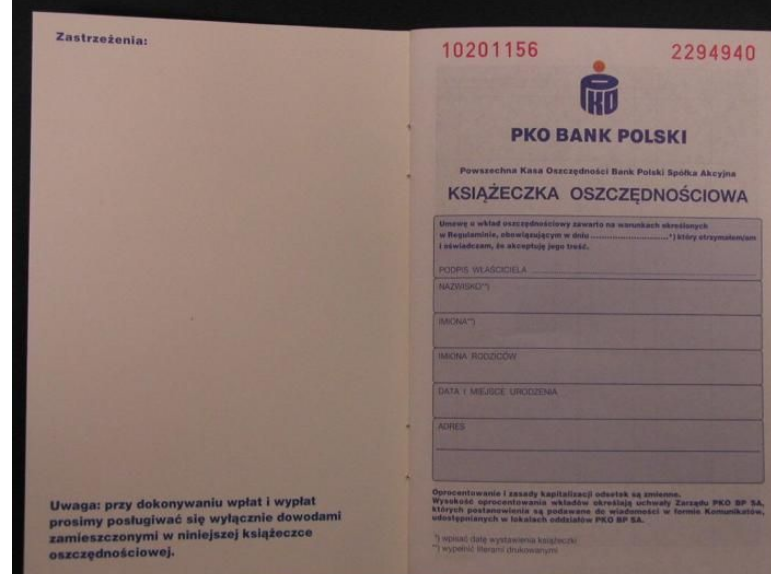 Zastrzeżenia:
Uwaga: przy dokonywaniu wpłat i wypłat
prosimy posługiwać się wyłącznie dowodami
zamieszczonymi w niniejszej książeczce
oszczędnościowej.
10201156 2294940
PKO
PKO BANK POLSKI
Powszechna Kasa Oszczędności Bank Polski Spółka Akcyjna
KSIĄŻECZKA OSZCZĘDNOŚCIOWA
Umowę o wkład oszczędnościowy zawarto na warunkach określonych
w Regulaminie, obowiązującym w dniu ..............................*) który otrzymałem/am
i oświadczam, że akceptuję jego treść.
PODPIS WŁAŚCICIELA
NAZWISKO**)
IMIONA**)
IMIONA RODZICÓW
DATA I MIEJSCE URODZENIA
ADRES
Oprocentowanie i zasady kapitalizacji odsetek są zmienne.
Wysokość oprocentowania wkładów określają uchwały Zarządu PKO BP SA,
których postanowienia są podawane do wiadomości w formie Komunikatów,
udostępnianych w lokalach oddziałów PKO BP SA.
*) wpisać datę wystawienia książeczki
**) wypełnić literami drukowanymi